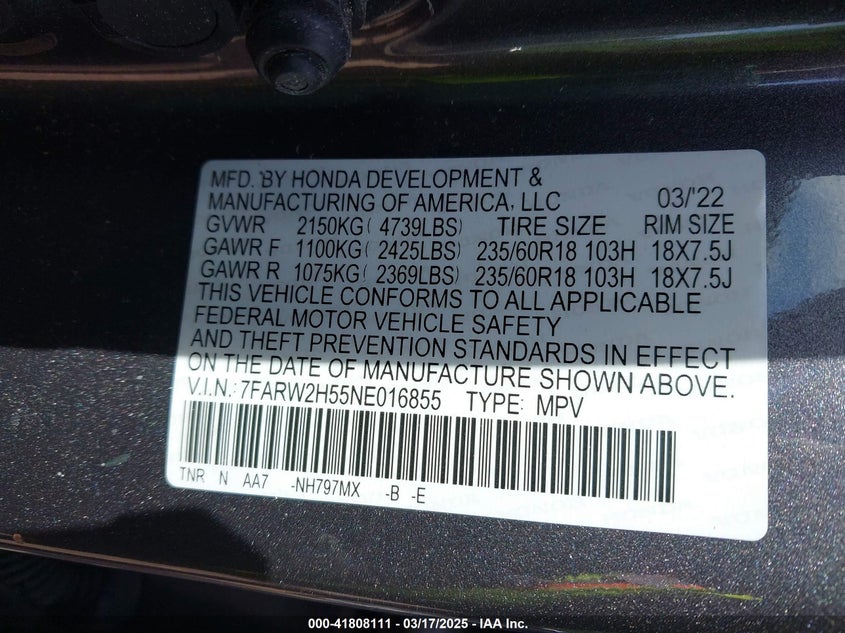 MFD. BY HONDA DEVELOPMENT &
MANUFACTURING OF AMERICA, LLC 03/'22
GVWR 2150KG( 4739LBS) TIRE SIZE RIM SIZE
GAWR F 1100KG( 2425LBS) 235/60R18 103H 18X7.5J
GAWR R 1075KG( 2369LBS) 235/60R18 103H 18X7.5J
THIS VEHICLE CONFORMS TO ALL APPLICABLE
FEDERAL MOTOR VEHICLE SAFETY
AND THEFT PREVENTION STANDARDS IN EFFECT
ON THE DATE OF MANUFACTURE SHOWN ABOVE.
V.I.N.: 7FARW2H55NE016855 TYPE: MPV
TNR N AA7 -NH797MX -B -E
000-41808111 — 03/17/2025 — IAA Inc.